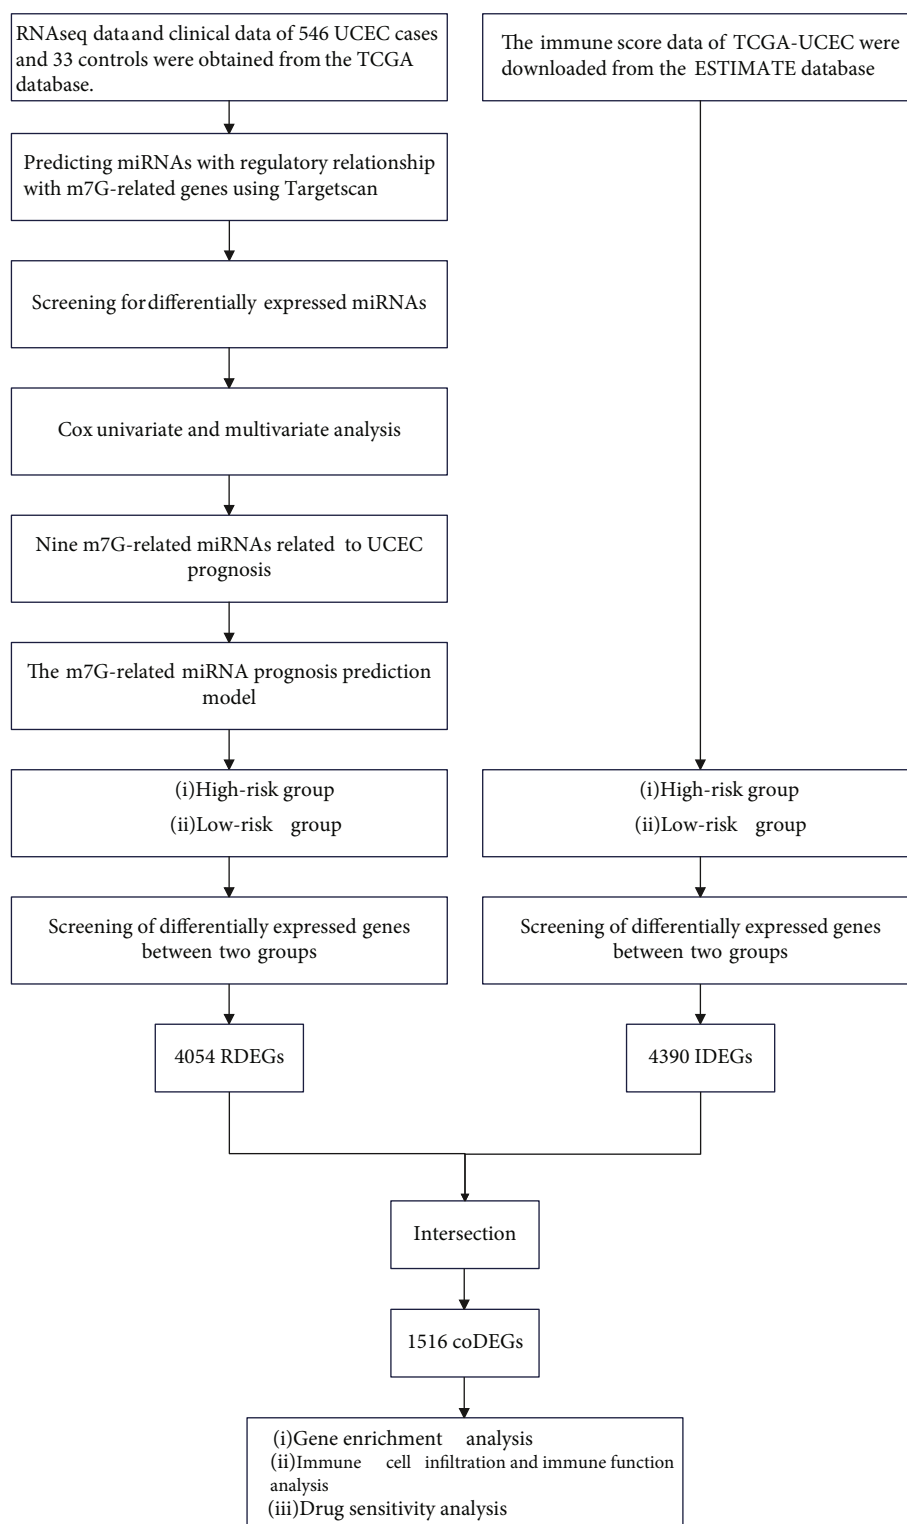 RNAseq data and clinical data of 546 UCEC cases
and 33 controls were obtained from the TCGA
database.
The immune score data of TCGA-UCEC were
downloaded from the ESTIMATE database
Predicting miRNAs with regulatory relationship
with m7G-related genes using Targetscan
Screening for differentially expressed miRNAs
Cox univariate and multivariate analysis
Nine m7G-related miRNAs related to UCEC
prognosis
The m7G-related miRNA prognosis prediction
model
(i)High-risk group
(ii)Low-risk group
(i)High-risk group
(ii)Low-risk group
Screening of differentially expressed genes
between two groups
Screening of differentially expressed genes
between two groups
4054 RDEGs
4390 IDEGs
Intersection
1516 coDEGs
(i)Gene enrichment analysis
(ii)Immune cell infiltration and immune function
analysis
(iii)Drug sensitivity analysis